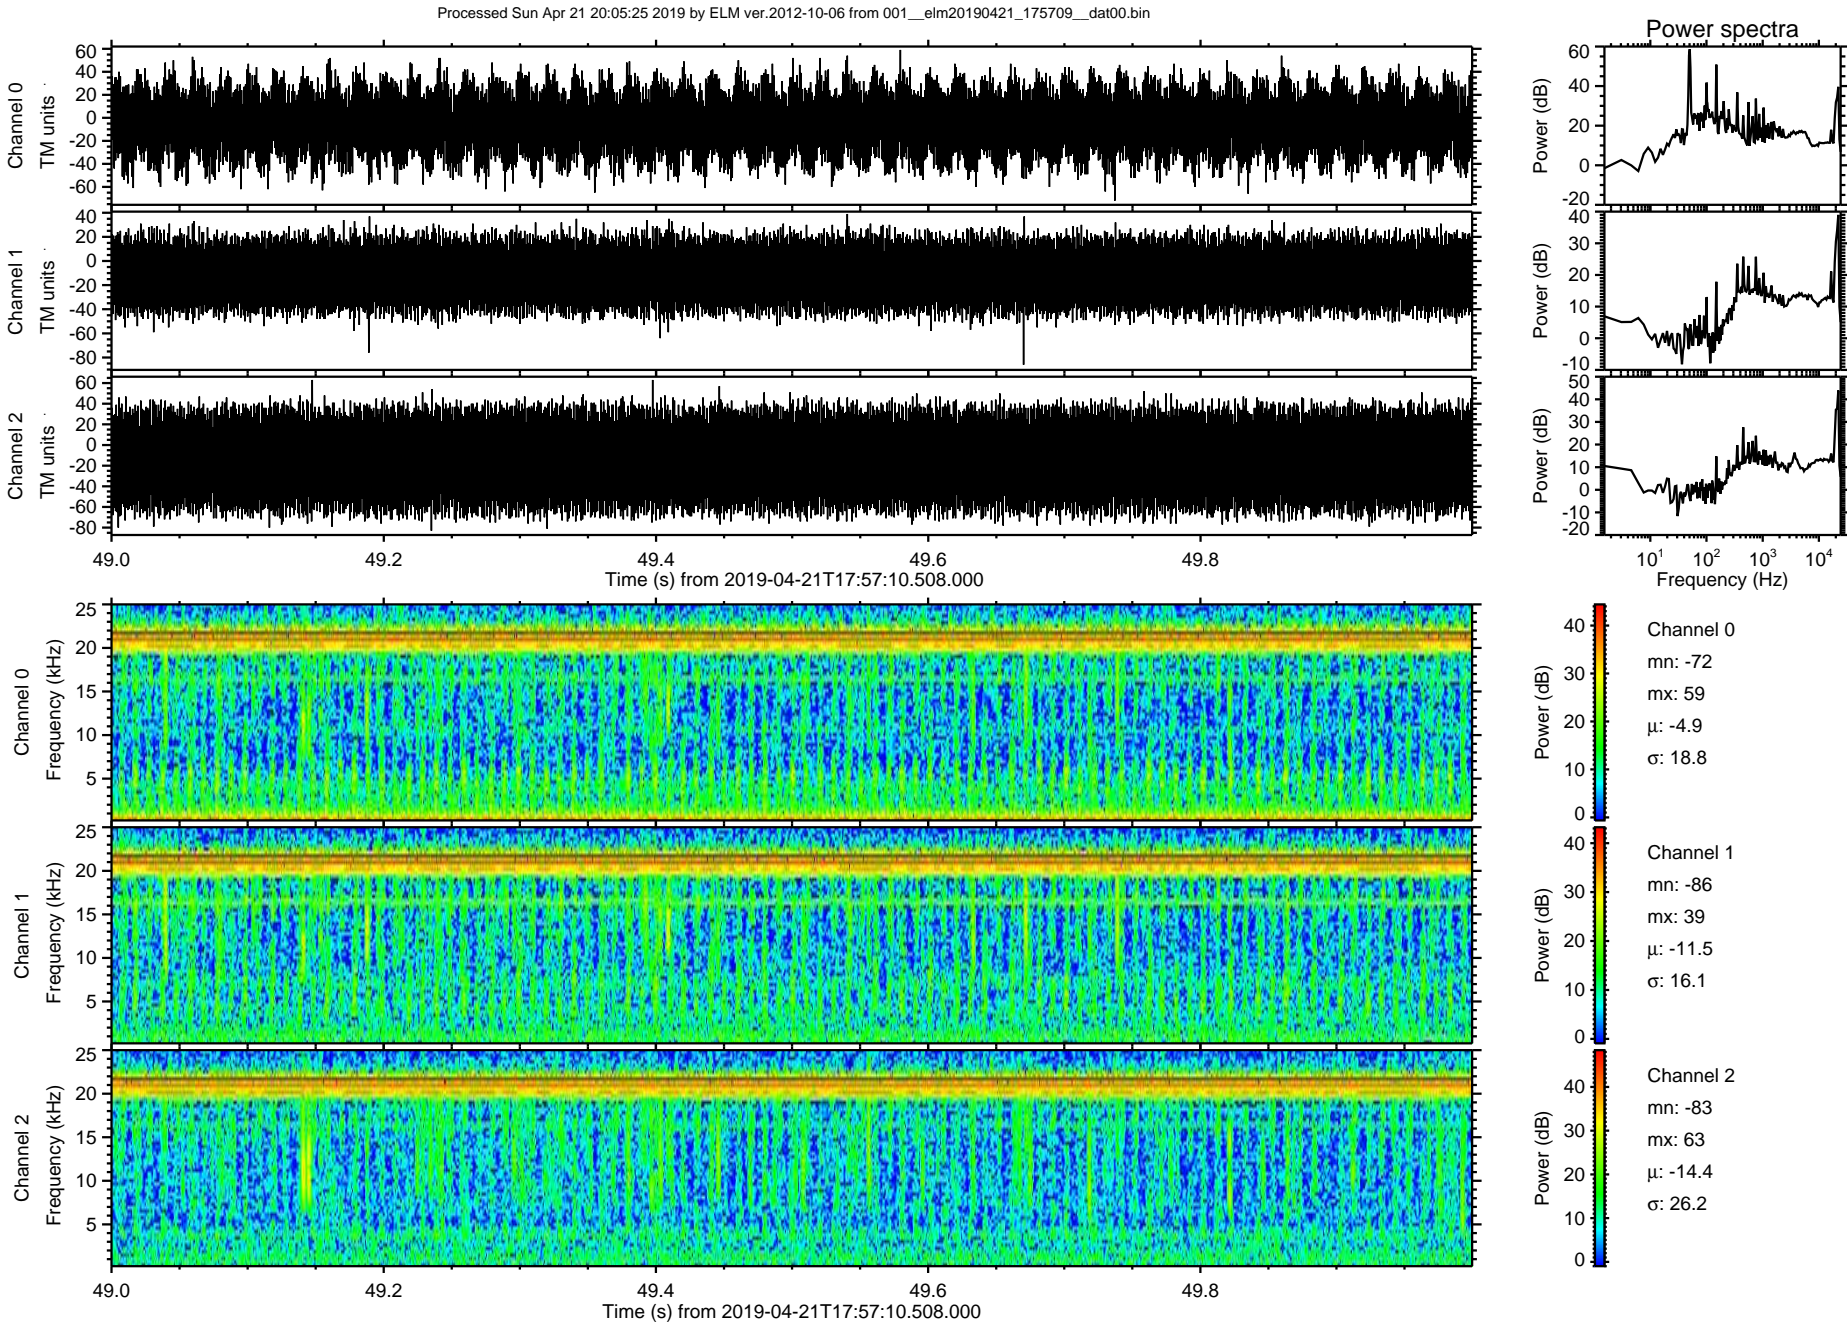 Processed Sun Apr 21 20:05:25 2019 by ELM ver.2012-10-06 from 001__elm20190421_175709__dat00.bin
Power spectra
Channel 0
TM units
60
40
20
0
-20
-40
-60
Power (dB)
60
40
20
0
-20
Channel 1
TM units
40
20
0
-20
-40
-60
-80
Power (dB)
40
30
20
10
0
-10
Channel 2
TM units
60
40
20
0
-20
-40
-60
-80
Power (dB)
50
40
30
20
10
0
-10
-20
49.0 49.2 49.4 49.6 49.8
Time (s) from 2019-04-21T17:57:10.508.000
10^1 10^2 10^3 10^4
Frequency (Hz)
Channel 0
Frequency (kHz)
25
20
15
10
5
Power (dB)
40
30
20
10
0
Channel 0
mn: -72
mx: 59
μ: -4.9
σ: 18.8
Channel 1
Frequency (kHz)
25
20
15
10
5
Power (dB)
40
30
20
10
0
Channel 1
mn: -86
mx: 39
μ: -11.5
σ: 16.1
Channel 2
Frequency (kHz)
25
20
15
10
5
Power (dB)
40
30
20
10
0
Channel 2
mn: -83
mx: 63
μ: -14.4
σ: 26.2
49.0 49.2 49.4 49.6 49.8
Time (s) from 2019-04-21T17:57:10.508.000